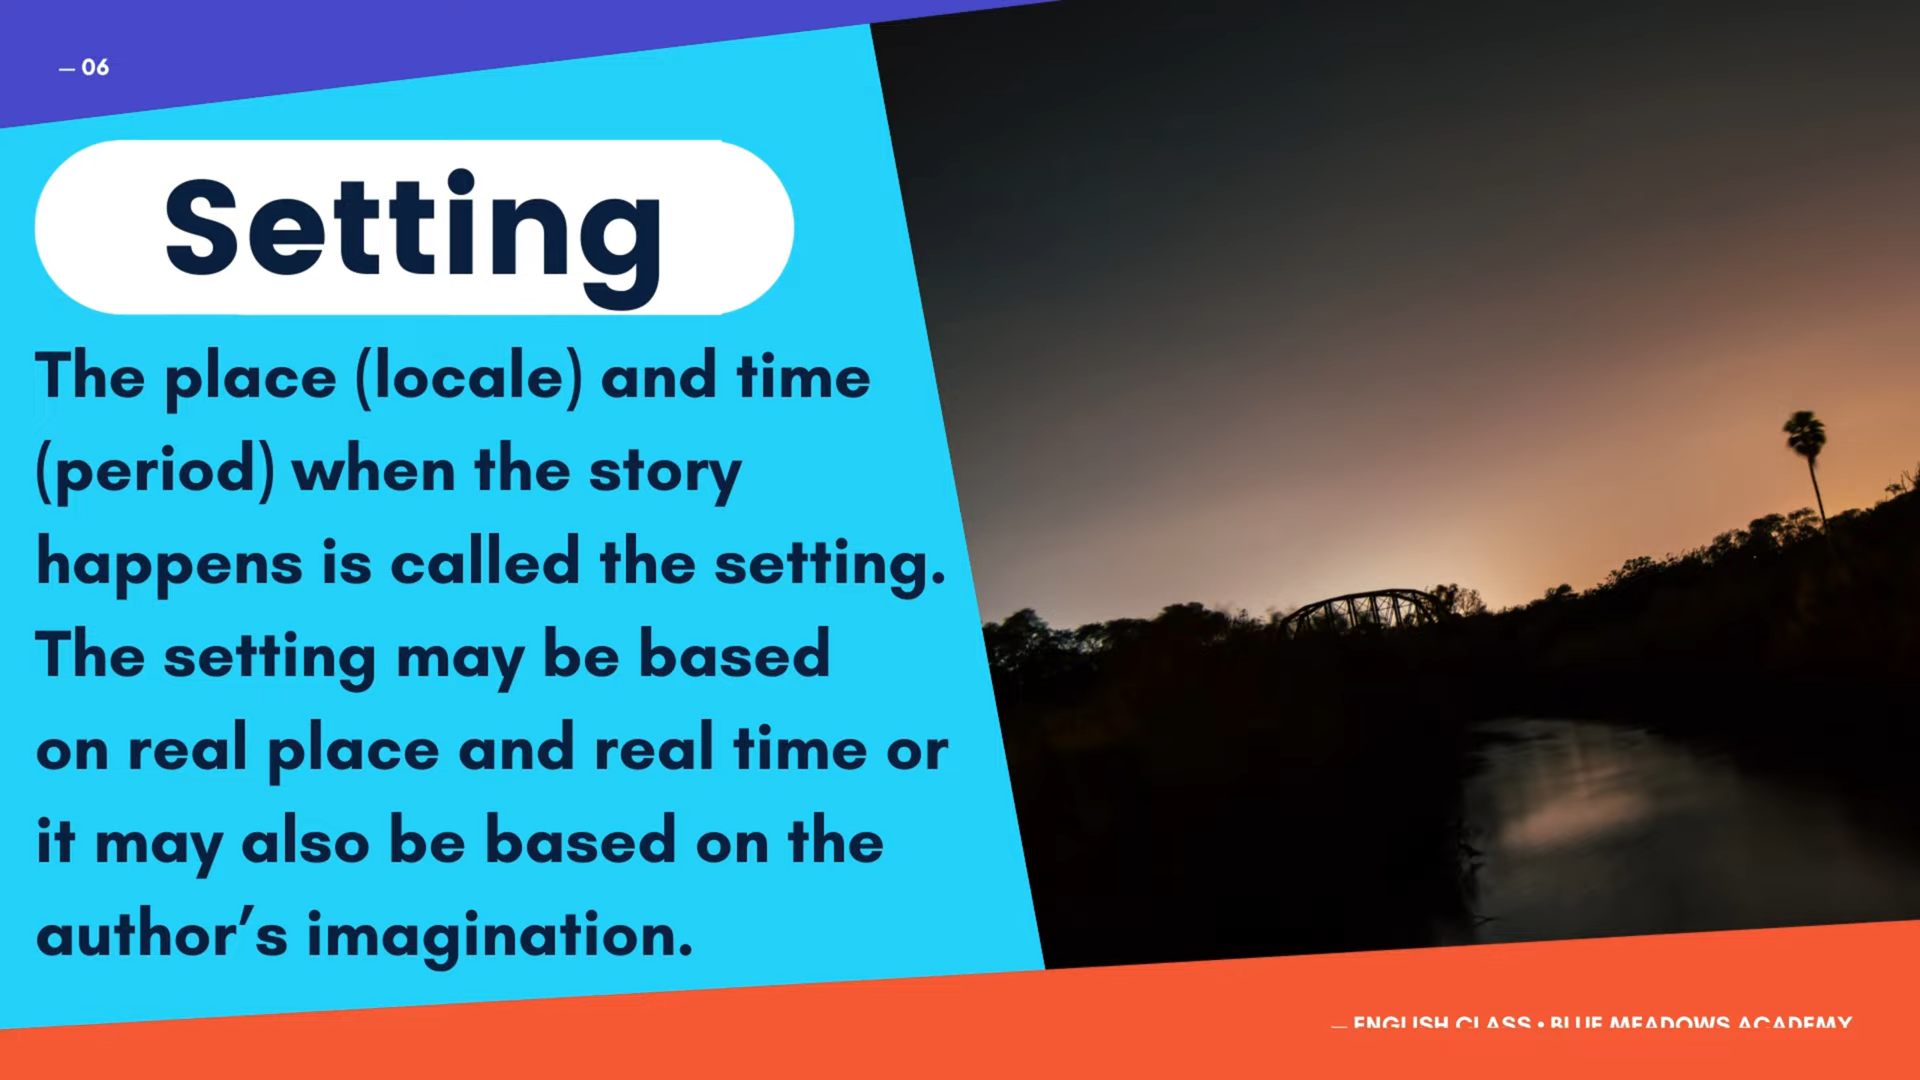 — 06
Setting
The place (locale) and time
(period) when the story
happens is called the setting.
The setting may be based
on real place and real time or
it may also be based on the
author’s imagination.
— ENGLISH CLASS • BLUE MEADOWS ACADEMY